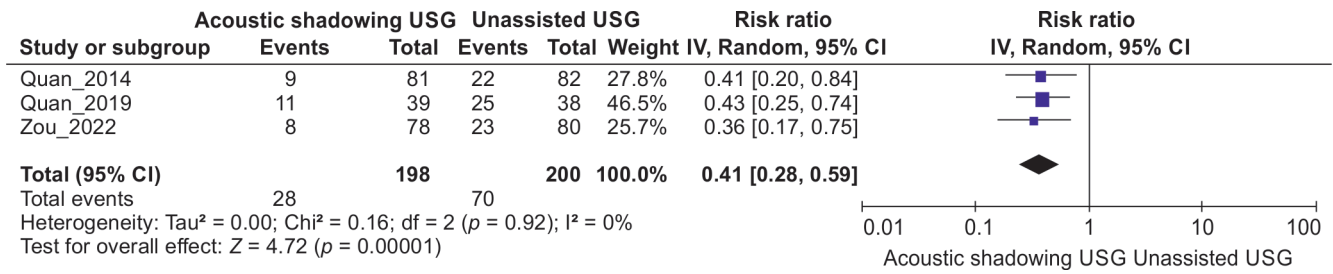 Acoustic shadowing USG Unassisted USG Risk ratio Risk ratio
Study or subgroup Events Total Events Total Weight IV, Random, 95% CI IV, Random, 95% CI
Quan_2014 9 81 22 82 27.8% 0.41 [0.20, 0.84]
Quan_2019 11 39 25 38 46.5% 0.43 [0.25, 0.74]
Zou_2022 8 78 23 80 25.7% 0.36 [0.17, 0.75]
Total (95% CI) 198 200 100.0% 0.41 [0.28, 0.59]
Total events 28 70
Heterogeneity: Tau² = 0.00; Chi² = 0.16; df = 2 (p = 0.92); I² = 0%
Test for overall effect: Z = 4.72 (p = 0.00001)
0.01 0.1 1 10 100
Acoustic shadowing USG Unassisted USG